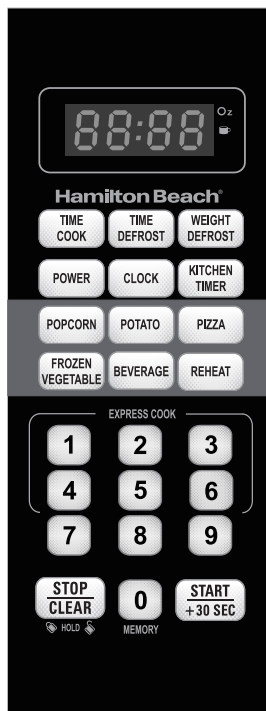 88:88
Oz
Hamilton Beach®
TIME COOK
TIME DEFROST
WEIGHT DEFROST
POWER
CLOCK
KITCHEN TIMER
POPCORN
POTATO
PIZZA
FROZEN VEGETABLE
BEVERAGE
REHEAT
EXPRESS COOK
1 2 3
4 5 6
7 8 9
STOP
CLEAR
0
START
+30 SEC
HOLD
MEMORY